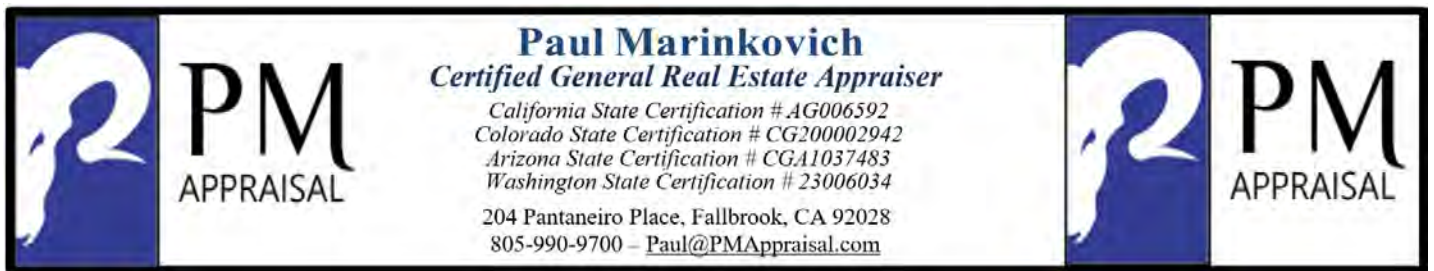 PM
APPRAISAL
Paul Marinkovich
Certified General Real Estate Appraiser
California State Certification # AG006592
Colorado State Certification # CG200002942
Arizona State Certification # CGA1037483
Washington State Certification # 23006034
204 Pantaneiro Place, Fallbrook, CA 92028
805-990-9700 – Paul@PMAppraisal.com
PM
APPRAISAL